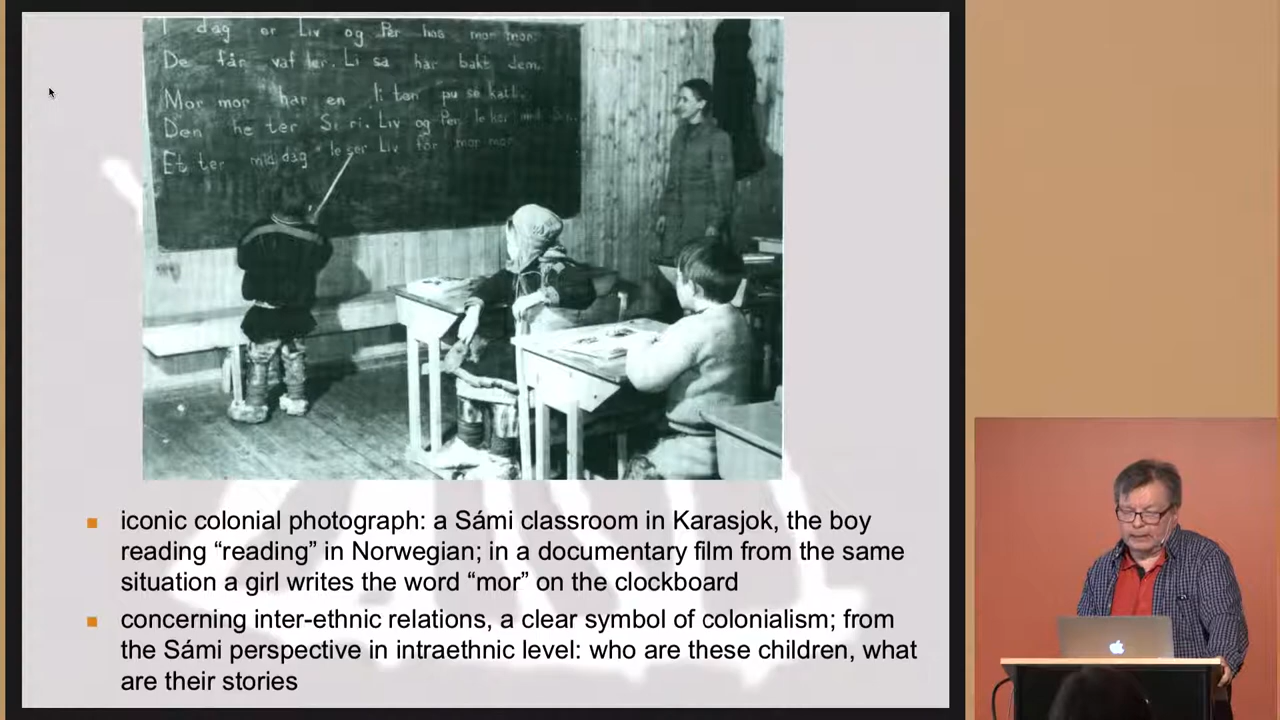 I dag er Liv og Per hos mor mor.
De får vaf ler. Li sa har bakt dem.
Mor mor har en li ten pu se katt.
Den he ter Si ri. Liv og Per le ker med
Et ter mid dag le ser Liv for mor mor
iconic colonial photograph: a Sámi classroom in Karasjok, the boy
reading “reading” in Norwegian; in a documentary film from the same
situation a girl writes the word “mor” on the clockboard
concerning inter-ethnic relations, a clear symbol of colonialism; from
the Sámi perspective in intraethnic level: who are these children, what
are their stories